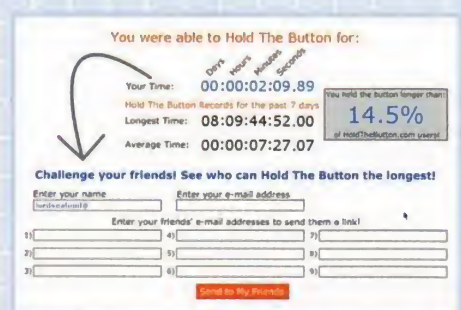 You were able to Hold The Button for:
Days Hours Minutes Seconds
Your Time: 00:00:02:09.89
Hold The Button Records for the past 7 days
Longest Time: 08:09:44:52.00
Average Time: 00:00:07:27.07
You held the button longer than:
14.5%
of HoldTheButton.com users!
Challenge your friends! See who can Hold The Button the longest!
Enter your name Enter your e-mail address
Enter your friends' e-mail addresses to send them a link!
1) 4) 7)
2) 5) 8)
3) 6) 9)
Send to My Friends